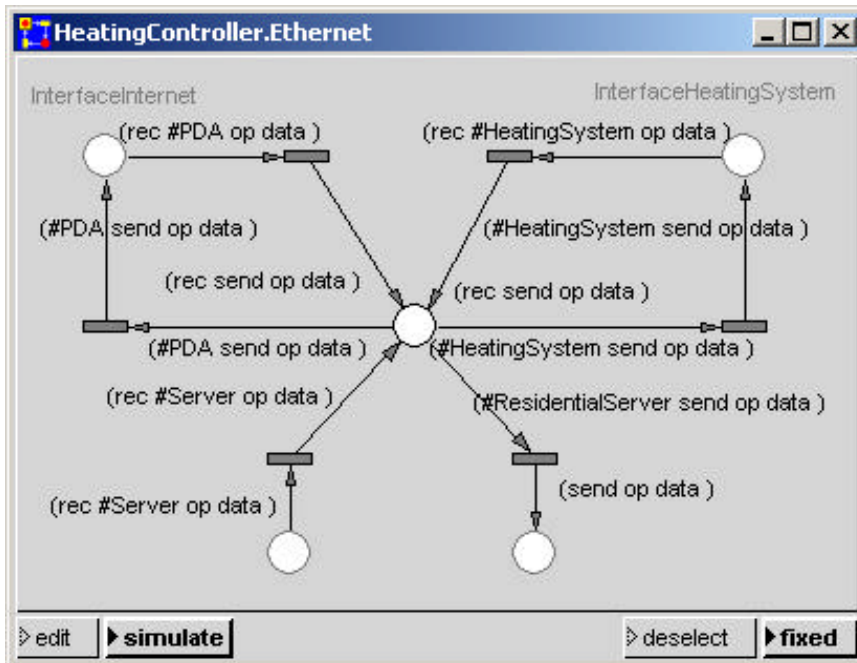 HeatingController.Ethernet
InterfaceInternet
InterfaceHeatingSystem
(rec #PDA op data )
(rec #HeatingSystem op data )
(#PDA send op data )
(#HeatingSystem send op data )
(rec send op data )
(rec send op data )
(#PDA send op data )
(#HeatingSystem send op data )
(rec #Server op data )
(#ResidentialServer send op data )
(rec #Server op data )
(send op data )
edit
simulate
deselect
fixed